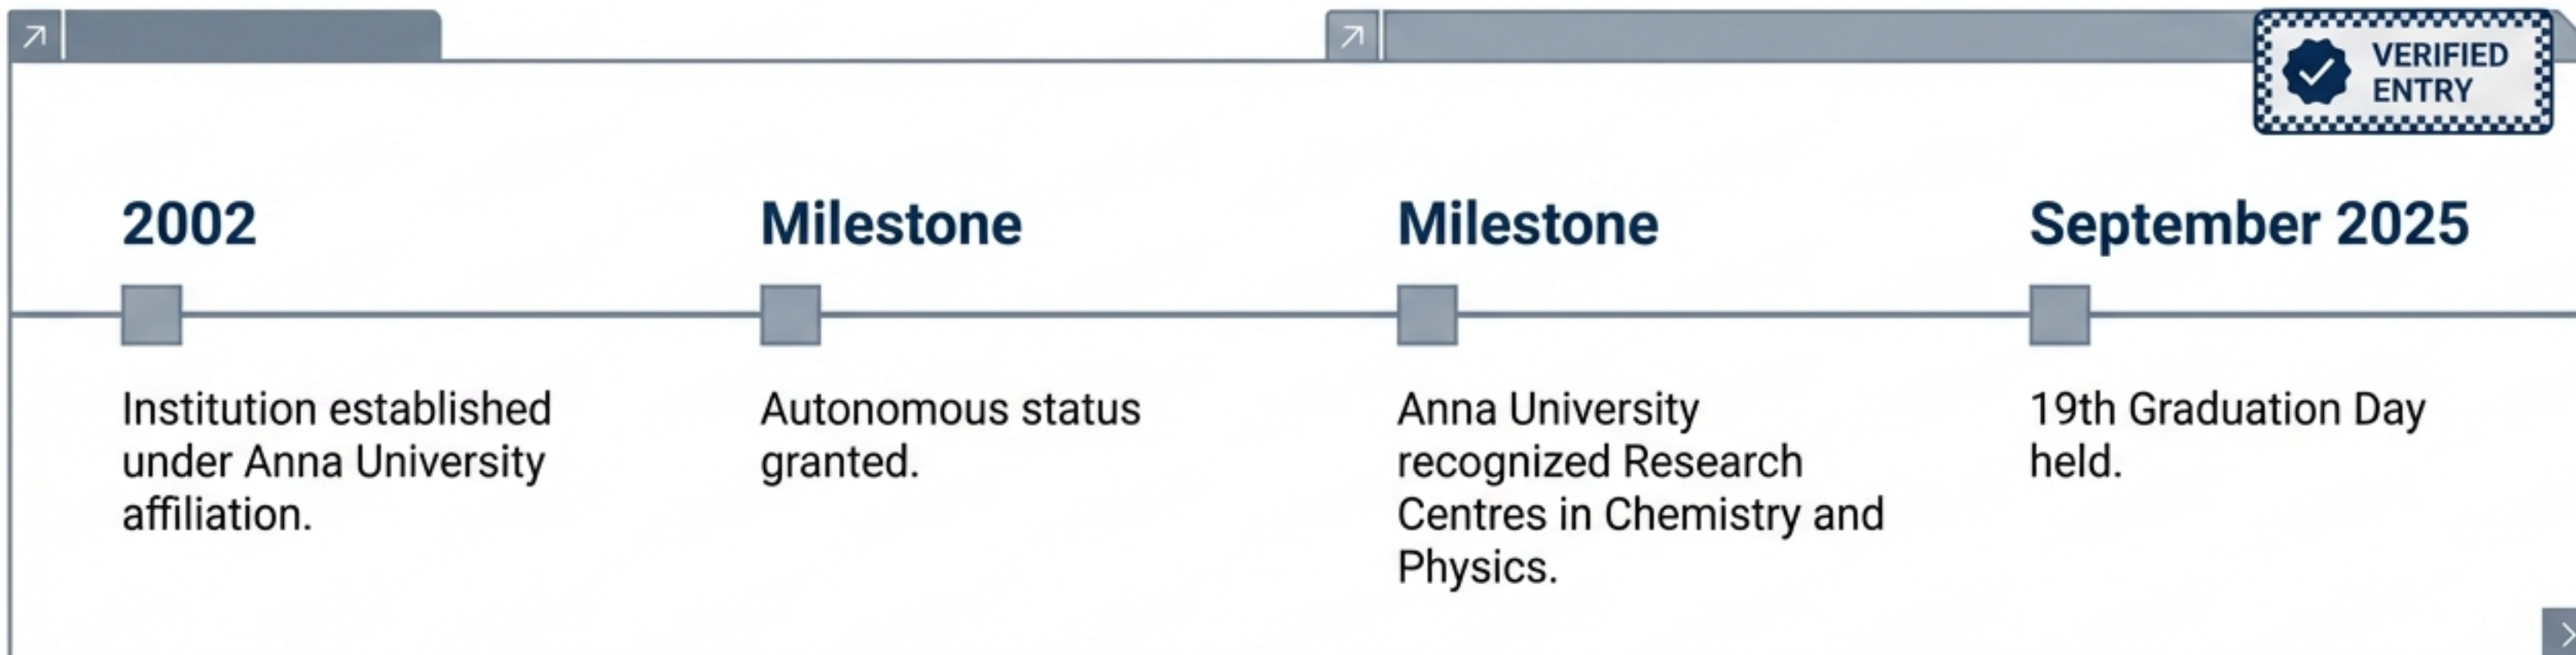 VERIFIED
ENTRY
2002
Milestone
Milestone
September 2025
Institution established
under Anna University
affiliation.
Autonomous status
granted.
Anna University
recognized Research
Centres in Chemistry and
Physics.
19th Graduation Day
held.